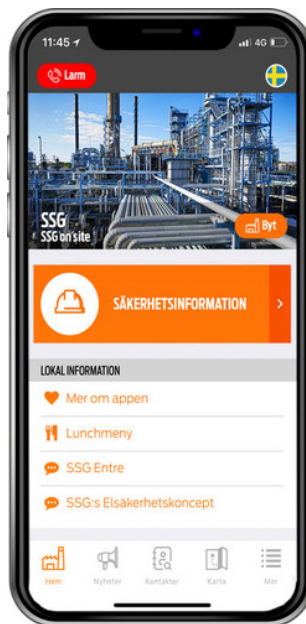 11:45
4G
Larm
SSG
SSG on site
Byt
SÄKERHETSINFORMATION
LOKAL INFORMATION
Mer om appen
Lunchmeny
SSG Entre
SSG:s Elsäkerhetskoncept
Hem
Nyheter
Kontakter
Karta
Mer